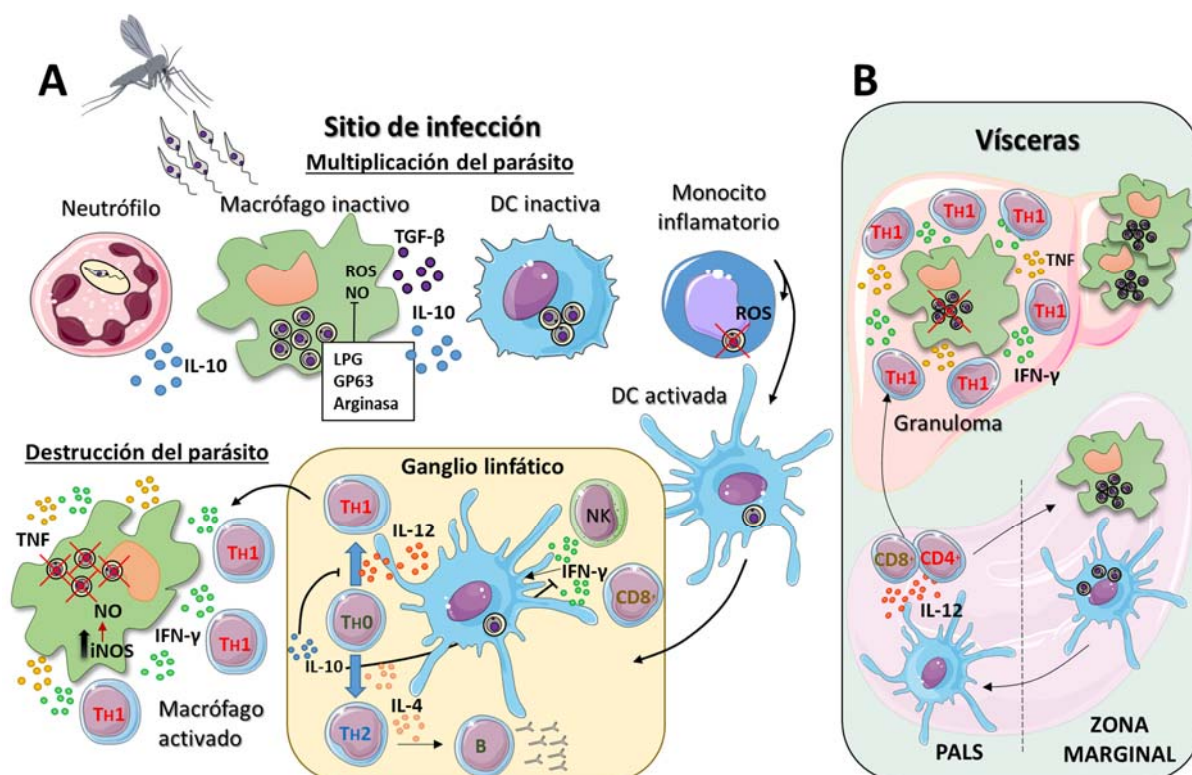 A
Sitio de infección
Multiplicación del parásito
Neutrófilo
Macrófago inactivo
DC inactiva
Monocito
inflamatorio
TGF-β
ROS
NO
IL-10
IL-10
LPG
GP63
Arginasa
ROS
DC activada
Destrucción del parásito
TNF
NO
iNOS
IFN-γ
TH1
TH1
TH1
Macrófago
activado
Ganglio linfático
TH1
IL-12
NK
IFN-γ
CD8+
TH0
IL-10
IL-4
TH2
B
B
Vísceras
TH1
TH1
TH1
TNF
TH1
IFN-γ
TH1
TH1
Granuloma
CD8+
CD4+
IL-12
PALS
ZONA
MARGINAL